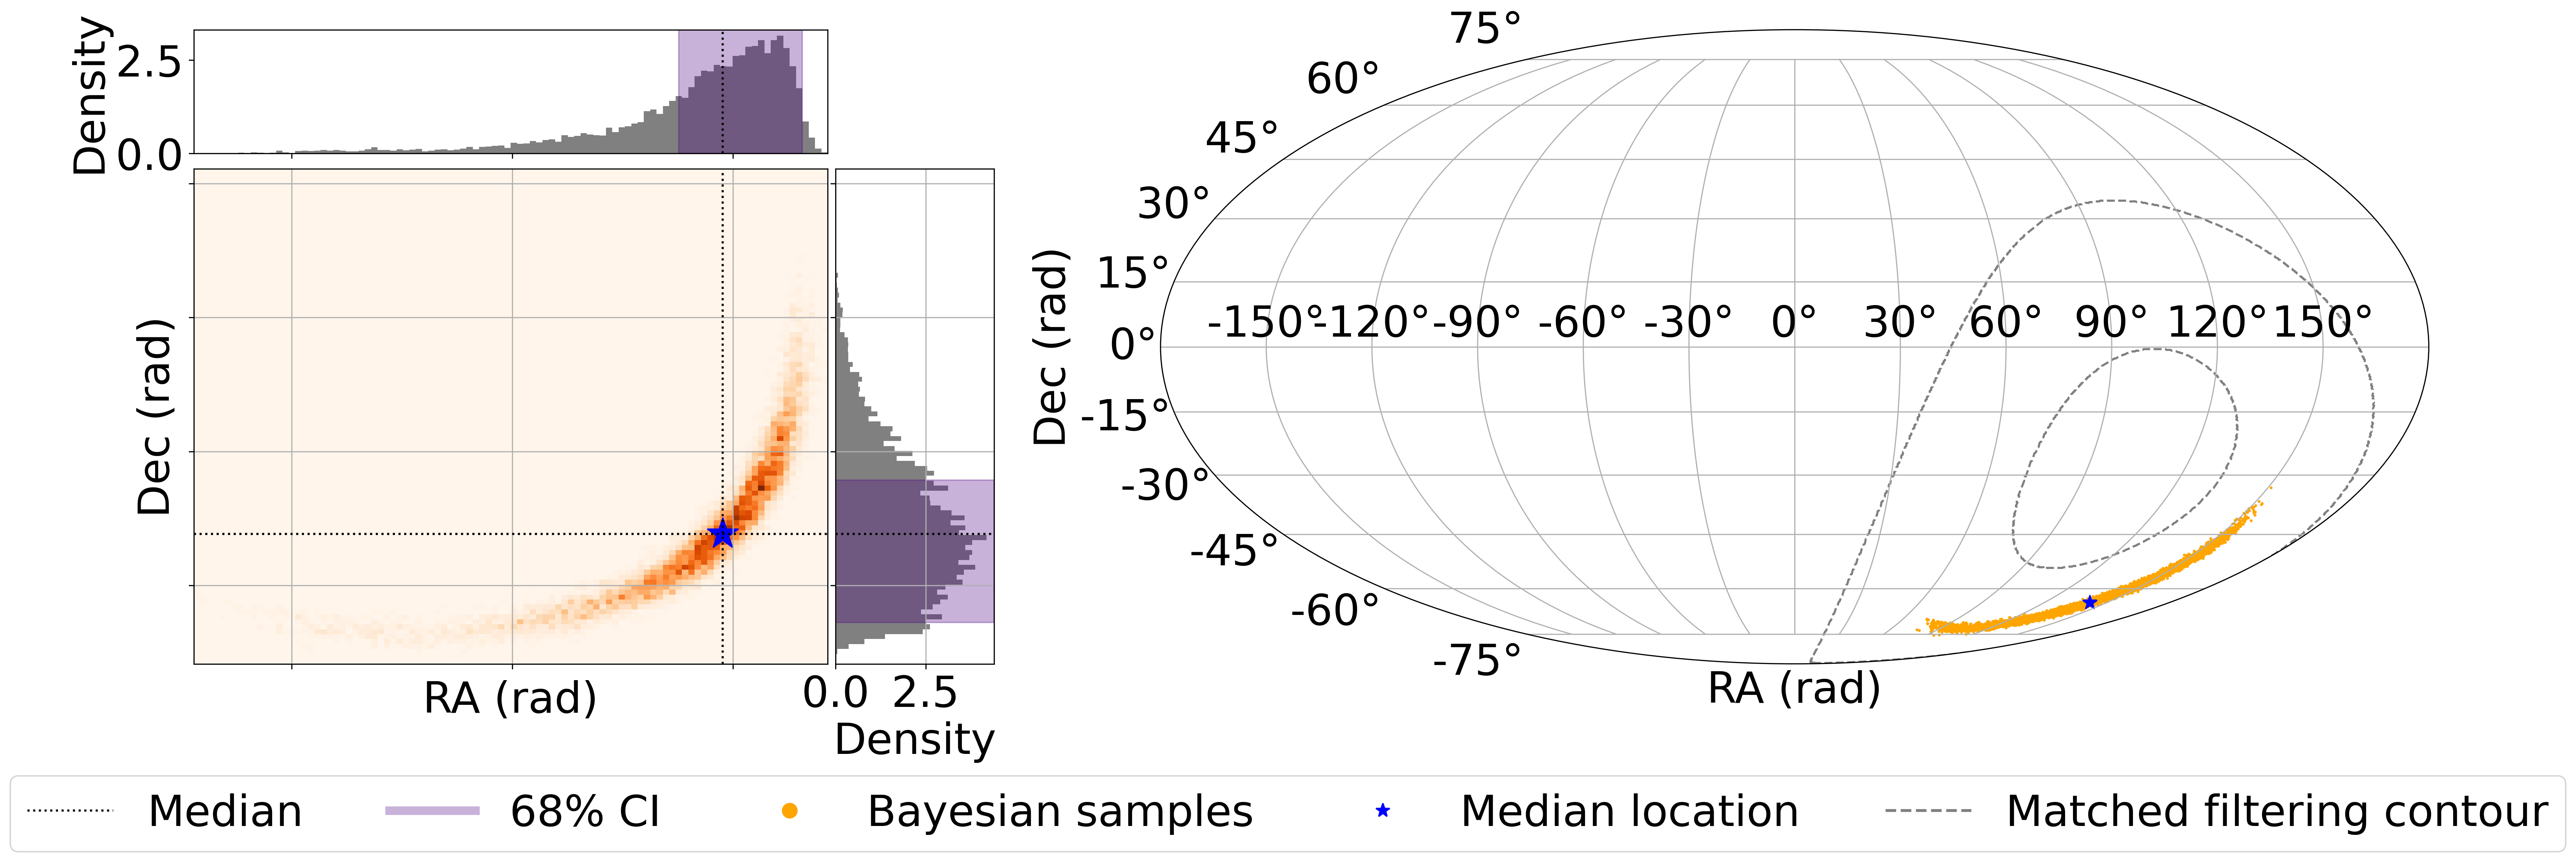 Density
2.5
0.0
Dec (rad)
RA (rad)
0.0 2.5
Density
75°
60°
45°
30°
15°
0°
-15°
-30°
-45°
-60°
-75°
-150° -120° -90° -60° -30° 0° 30° 60° 90° 120° 150°
Dec (rad)
RA (rad)
Median 68% CI Bayesian samples Median location Matched filtering contour